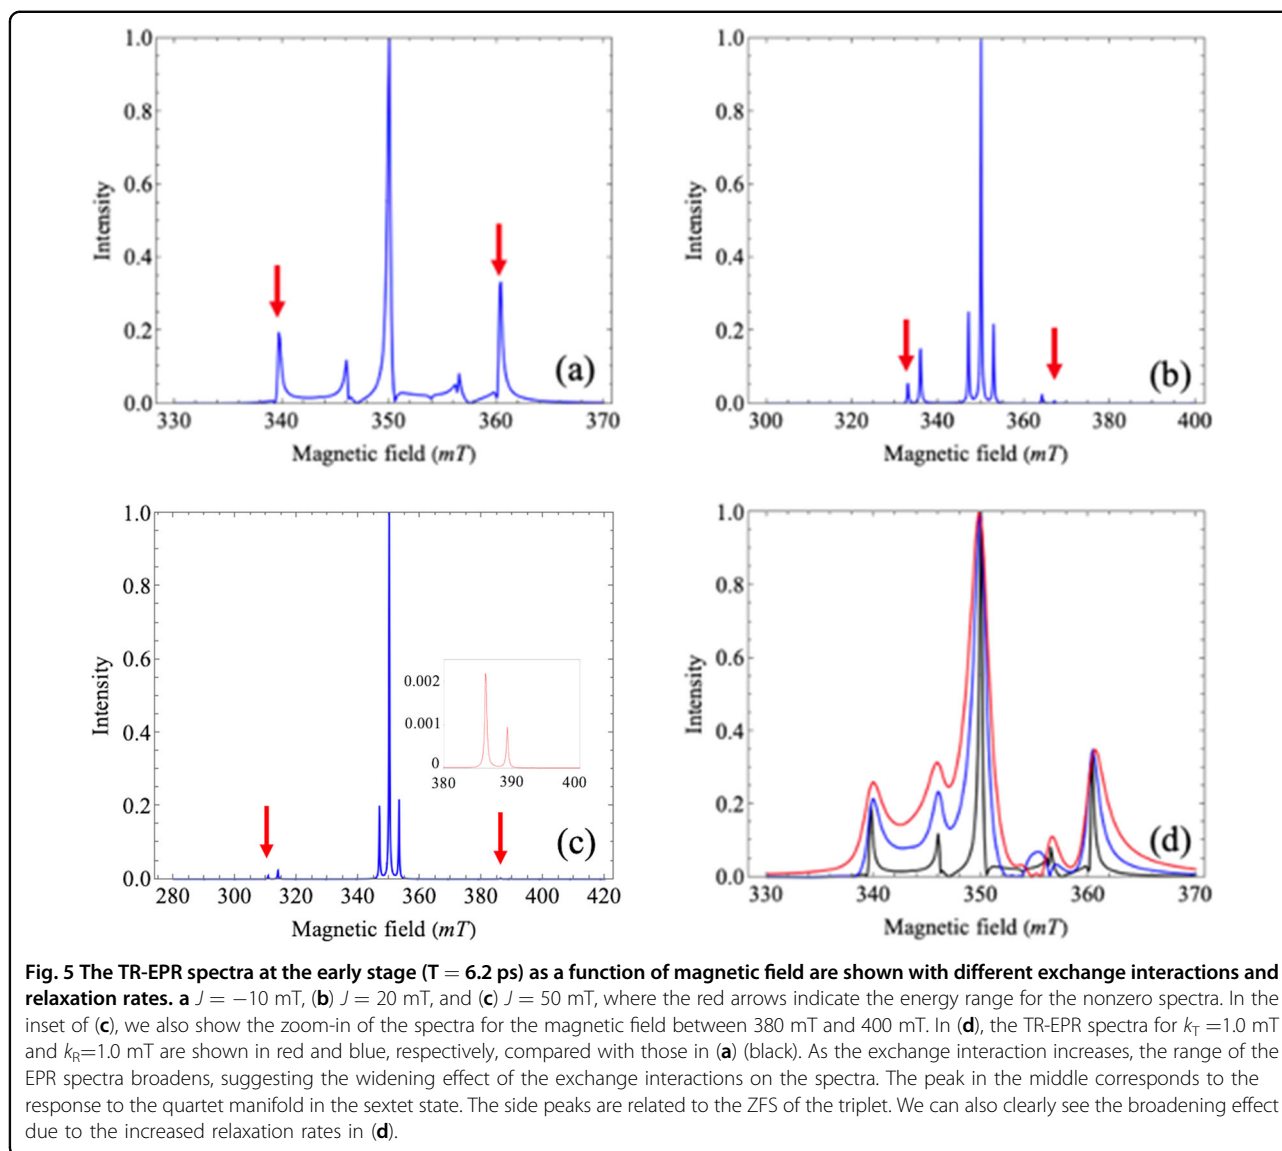 1.0
0.8
0.6
0.4
0.2
0.0
330
340
350
360
370
Intensity
Magnetic field (mT)
(a)
1.0
0.8
0.6
0.4
0.2
0.0
300
320
340
360
380
400
Intensity
Magnetic field (mT)
(b)
1.0
0.8
0.6
0.4
0.2
0.0
280
300
320
340
360
380
400
420
Intensity
Magnetic field (mT)
0.002
0.001
0
380
390
400
(c)
1.0
0.8
0.6
0.4
0.2
0.0
330
340
350
360
370
Intensity
Magnetic field (mT)
(d)
Fig. 5 The TR-EPR spectra at the early stage (T = 6.2 ps) as a function of magnetic field are shown with different exchange interactions and
relaxation rates. a J = −10 mT, (b) J = 20 mT, and (c) J = 50 mT, where the red arrows indicate the energy range for the nonzero spectra. In the
inset of (c), we also show the zoom-in of the spectra for the magnetic field between 380 mT and 400 mT. In (d), the TR-EPR spectra for kT =1.0 mT
and kR=1.0 mT are shown in red and blue, respectively, compared with those in (a) (black). As the exchange interaction increases, the range of the
EPR spectra broadens, suggesting the widening effect of the exchange interactions on the spectra. The peak in the middle corresponds to the
response to the quartet manifold in the sextet state. The side peaks are related to the ZFS of the triplet. We can also clearly see the broadening effect
due to the increased relaxation rates in (d).